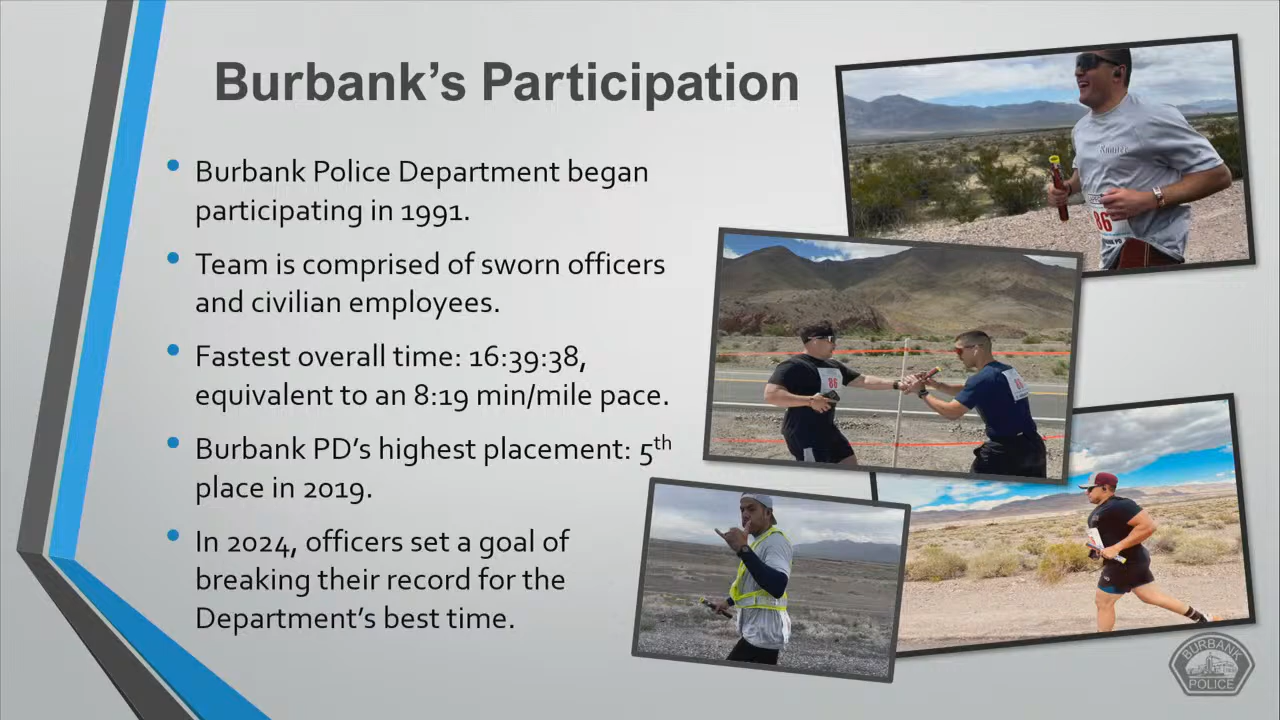 Burbank's Participation
• Burbank Police Department began
participating in 1991.
• Team is comprised of sworn officers
and civilian employees.
• Fastest overall time: 16:39:38,
equivalent to an 8:19 min/mile pace.
• Burbank PD's highest placement: 5th
place in 2019.
• In 2024, officers set a goal of
breaking their record for the
Department's best time.
86
86
BURBANK
POLICE